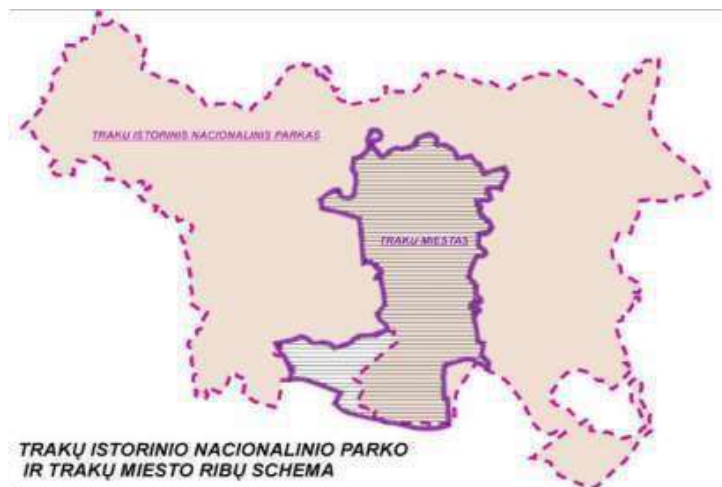 TRAKŲ ISTORINIS NACIONALINIS PARKAS
TRAKŲ MIESTAS
TRAKŲ ISTORINIO NACIONALINIO PARKO
IR TRAKŲ MIESTO RIBŲ SCHEMA